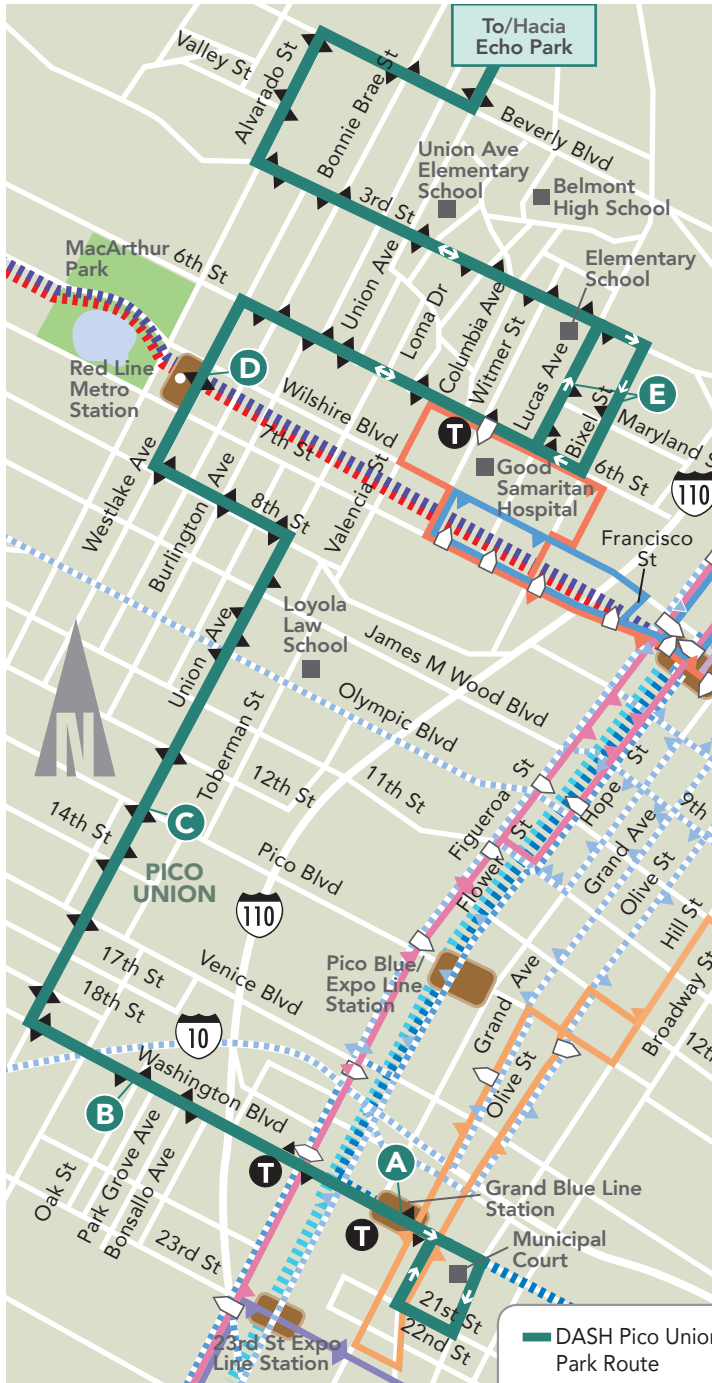 To/Hacia
Echo Park
Valley St
Alvarado St
Bonnie Brae St
Beverly Blvd
Union Ave
Elementary
School
Belmont
High School
3rd St
MacArthur
Park
6th St
Union Ave
Loma Dr
Columbia Ave
Witmer St
Elementary
School
Lucas Ave
Bixel St
E
Maryland S
Red Line
Metro
Station
D
Wilshire Blvd
7th St
T
Good
Samaritan
Hospital
6th St
110
Westlake Ave
Burlington Ave
8th St
Valencia St
Francisco
St
Loyola
Law
School
James M Wood Blvd
Union Ave
Toberman St
Olympic Blvd
N
12th St
11th St
Figueroa St
Flower St
Hope St
Grand Ave
9th
Olive St
14th St
C
PICO
UNION
Pico Blvd
110
Hill St
Broadway St
12th
17th St
18th St
Venice Blvd
Pico Blue/
Expo Line
Station
Grand Ave
Olive St
10
Washington Blvd
B
Oak St
Park Grove Ave
Bonsallo Ave
A
T
Grand Blue Line
Station
T
23rd St
Municipal
Court
21st St
22nd St
23rd St Expo
Line Station
DASH Pico Union
Park Route